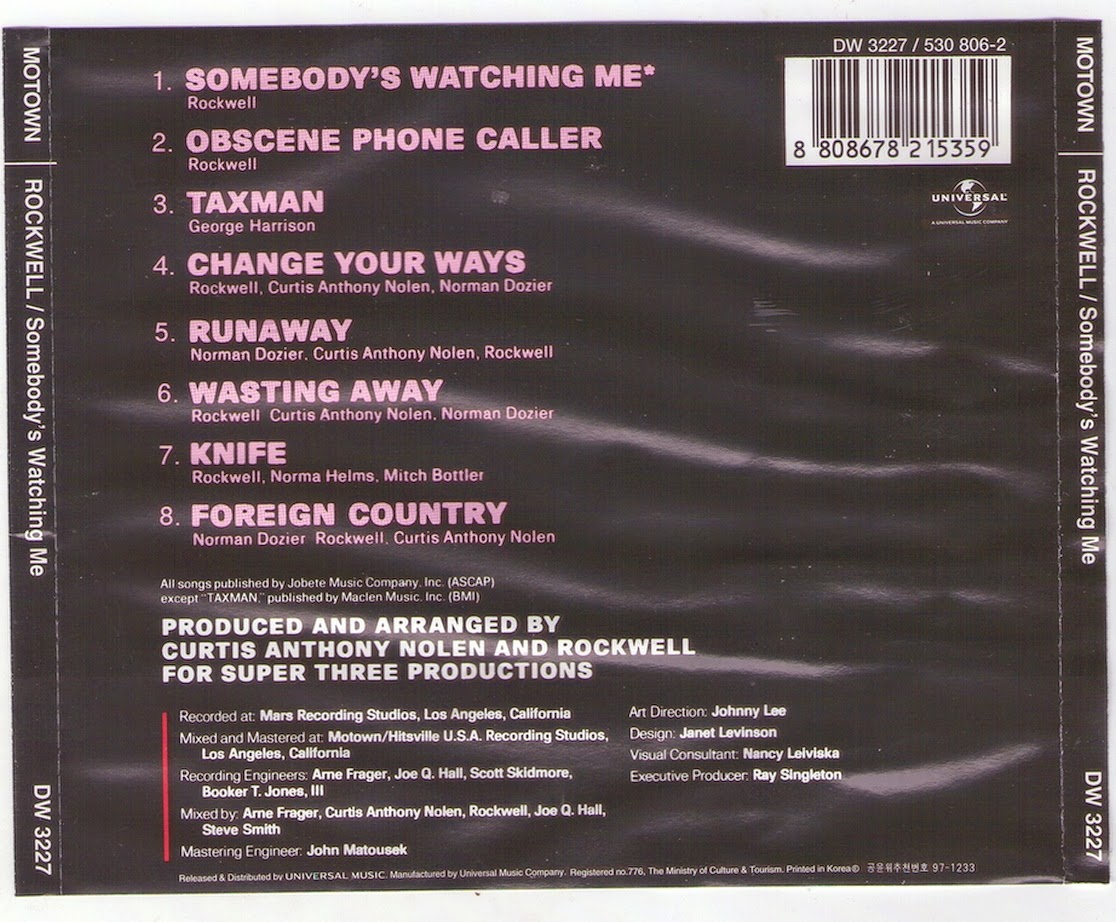 MOTOWN
ROCKWELL / Somebody's Watching Me
DW 3227
1. SOMEBODY'S WATCHING ME*
Rockwell
2. OBSCENE PHONE CALLER
Rockwell
3. TAXMAN
George Harrison
4. CHANGE YOUR WAYS
Rockwell, Curtis Anthony Nolen, Norman Dozier
5. RUNAWAY
Norman Dozier, Curtis Anthony Nolen, Rockwell
6. WASTING AWAY
Rockwell Curtis Anthony Nolen, Norman Dozier
7. KNIFE
Rockwell, Norma Helms, Mitch Bottler
8. FOREIGN COUNTRY
Norman Dozier Rockwell, Curtis Anthony Nolen
All songs published by Jobete Music Company, Inc. (ASCAP)
except "TAXMAN," published by Maclen Music, Inc. (BMI)
PRODUCED AND ARRANGED BY
CURTIS ANTHONY NOLEN AND ROCKWELL
FOR SUPER THREE PRODUCTIONS
Recorded at: Mars Recording Studios, Los Angeles, California
Mixed and Mastered at: Motown/Hitsville U.S.A. Recording Studios,
Los Angeles, California
Recording Engineers: Arne Frager, Joe Q. Hall, Scott Skidmore,
Booker T. Jones, III
Mixed by: Arne Frager, Curtis Anthony Nolen, Rockwell, Joe Q. Hall,
Steve Smith
Mastering Engineer: John Matousek
Art Direction: Johnny Lee
Design: Janet Levinson
Visual Consultant: Nancy Leiviska
Executive Producer: Ray Singleton
Released & Distributed by UNIVERSAL MUSIC. Manufactured by Universal Music Company. Registered no.776, The Ministry of Culture & Tourism. Printed in Korea℗ 공윤위추천번호 97-1233
DW 3227 / 530 806-2
8 808678 215359
UNIVERSAL
A UNIVERSAL MUSIC COMPANY
MOTOWN
ROCKWELL / Somebody's Watching Me
DW 3227